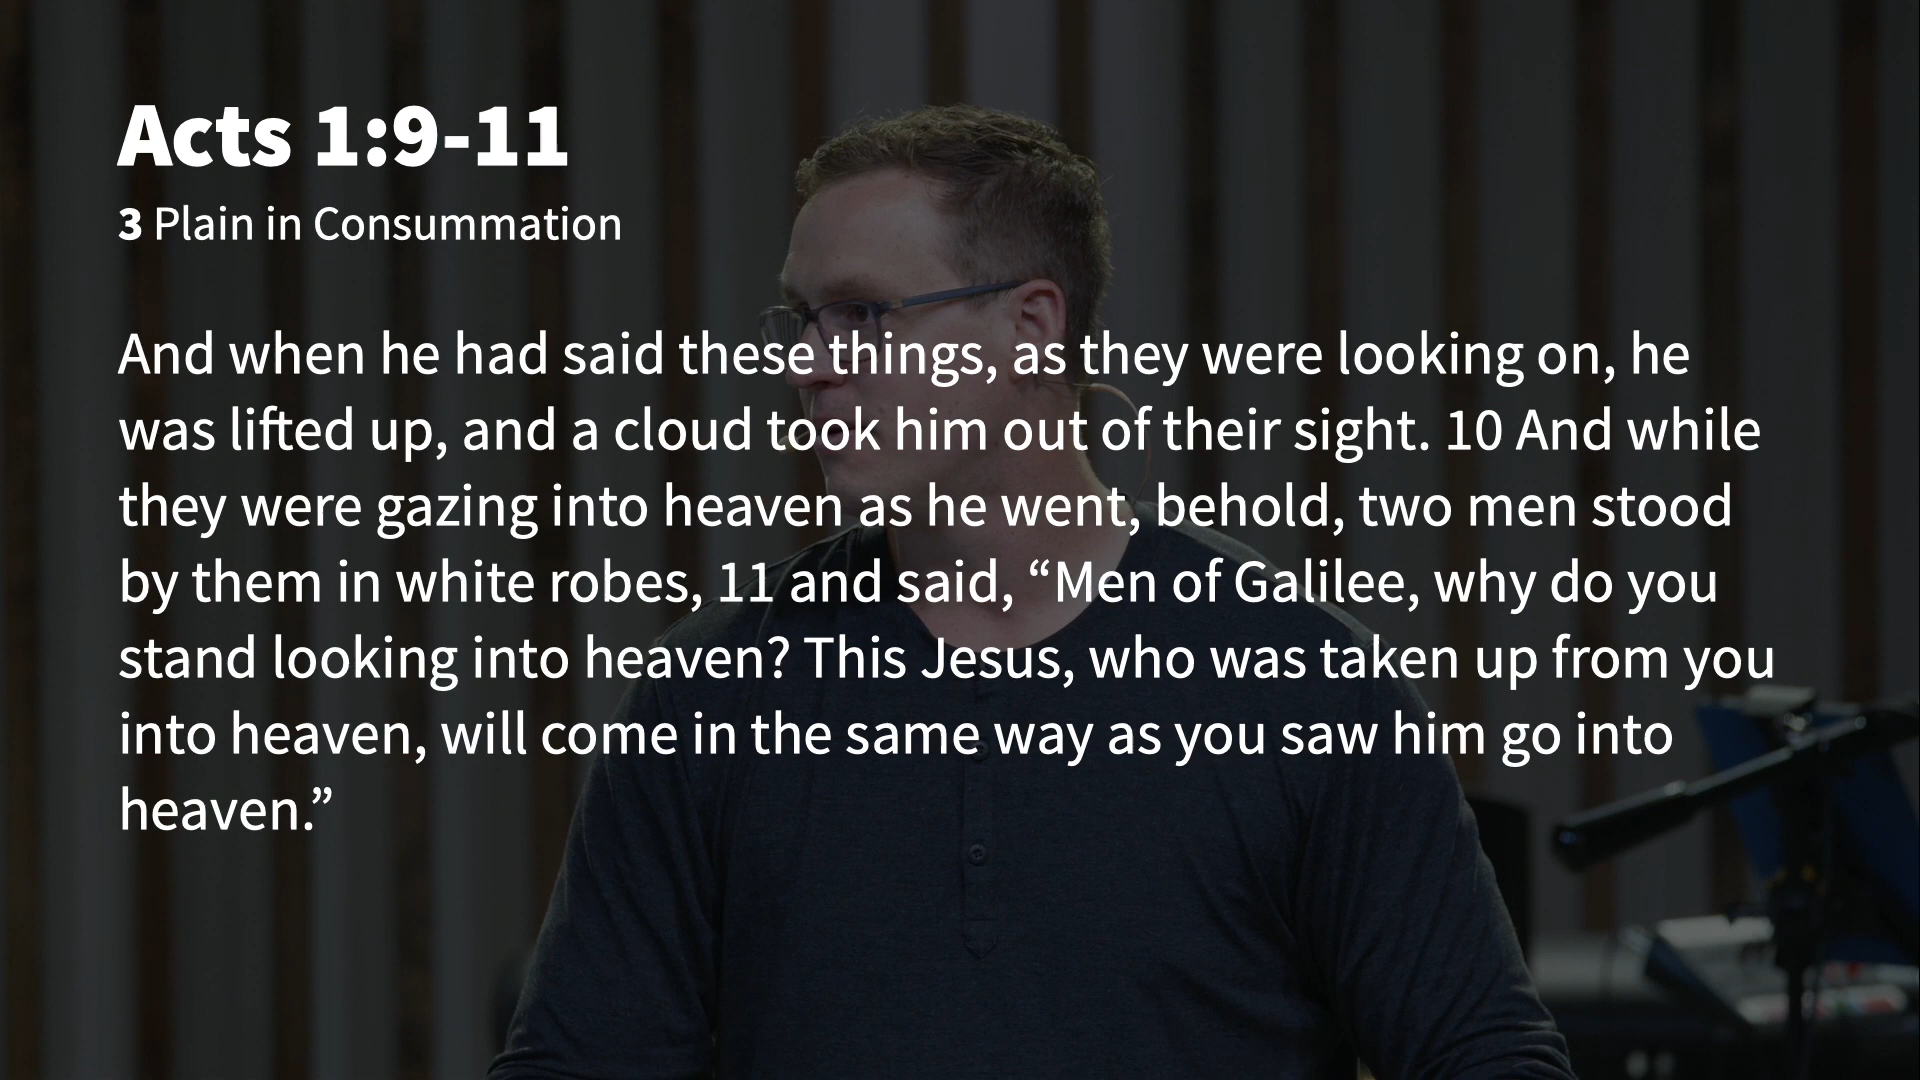 Acts 1:9-11
3 Plain in Consummation
And when he had said these things, as they were looking on, he
was lifted up, and a cloud took him out of their sight. 10 And while
they were gazing into heaven as he went, behold, two men stood
by them in white robes, 11 and said, “Men of Galilee, why do you
stand looking into heaven? This Jesus, who was taken up from you
into heaven, will come in the same way as you saw him go into
heaven.”